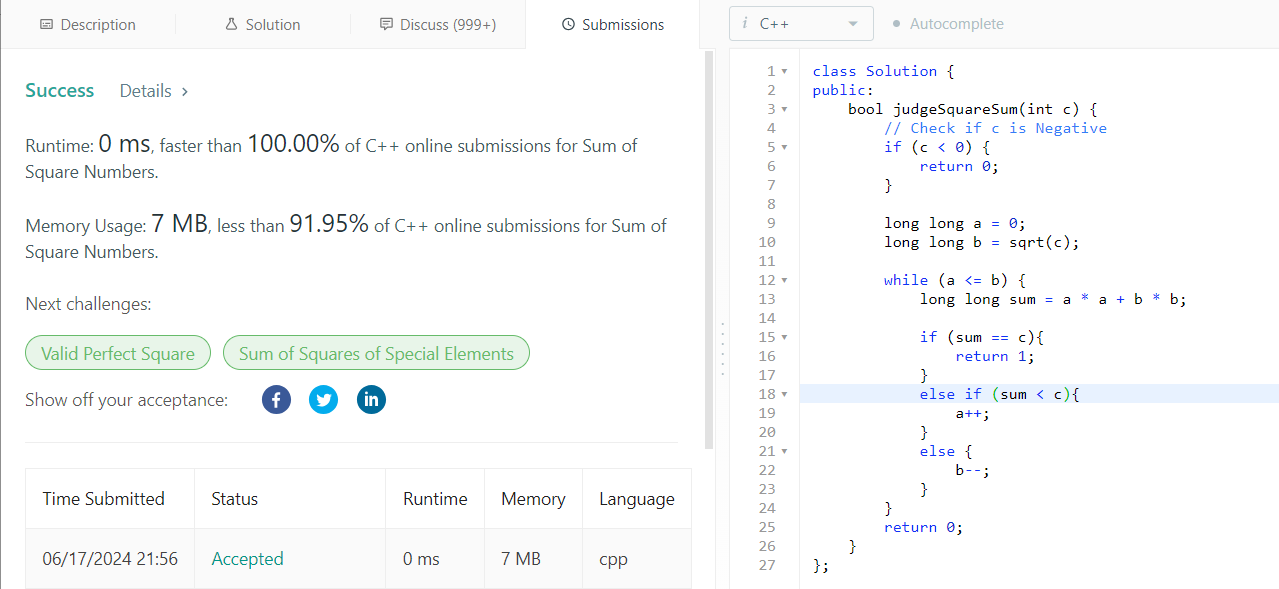 Description
Solution
Discuss (999+)
Submissions
Success
Details >
Runtime: 0 ms, faster than 100.00% of C++ online submissions for Sum of
Square Numbers.
Memory Usage: 7 MB, less than 91.95% of C++ online submissions for Sum of
Square Numbers.
Next challenges:
Valid Perfect Square
Sum of Squares of Special Elements
Show off your acceptance:
f
in
Time Submitted Status Runtime Memory Language
06/17/2024 21:56 Accepted 0 ms 7 MB cpp
i C++
Autocomplete
1 class Solution {
2 public:
3     bool judgeSquareSum(int c) {
4         // Check if c is Negative
5         if (c < 0) {
6             return 0;
7         }
8
9         long long a = 0;
10         long long b = sqrt(c);
11
12         while (a <= b) {
13             long long sum = a * a + b * b;
14
15             if (sum == c){
16                 return 1;
17             }
18             else if (sum < c){
19                 a++;
20             }
21             else {
22                 b--;
23             }
24         }
25         return 0;
26     }
27 };